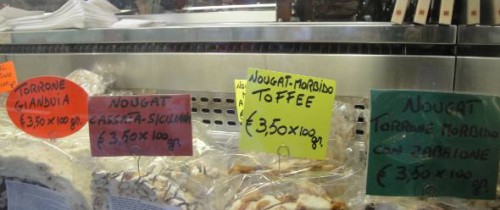 TORRONE
GIANDUIA
€ 3,50 x 100 gr.
NOUGAT
CASSATA-SICILIANA
€ 3,50 x 100 gr.
NOUGAT-MORBIDO
TOFFEE
€ 3,50 x 100 gr.
NOUGAT
TORRONE MORBIDO
CON ZABAIONE
€ 3,50 x 100 gr.